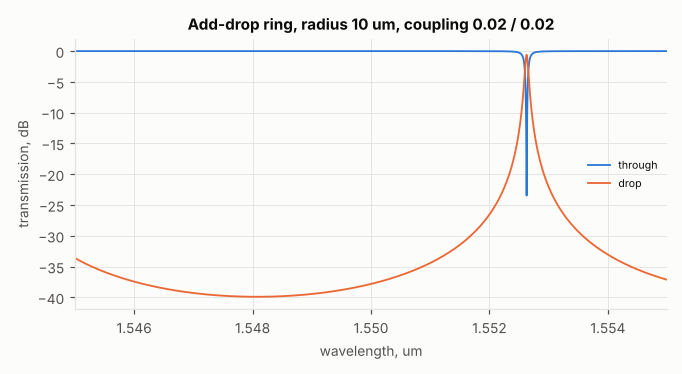 Add-drop ring, radius 10 um, coupling 0.02 / 0.02
transmission, dB
0
−5
−10
−15
−20
−25
−30
−35
−40
through
drop
1.546
1.548
1.550
1.552
1.554
wavelength, um